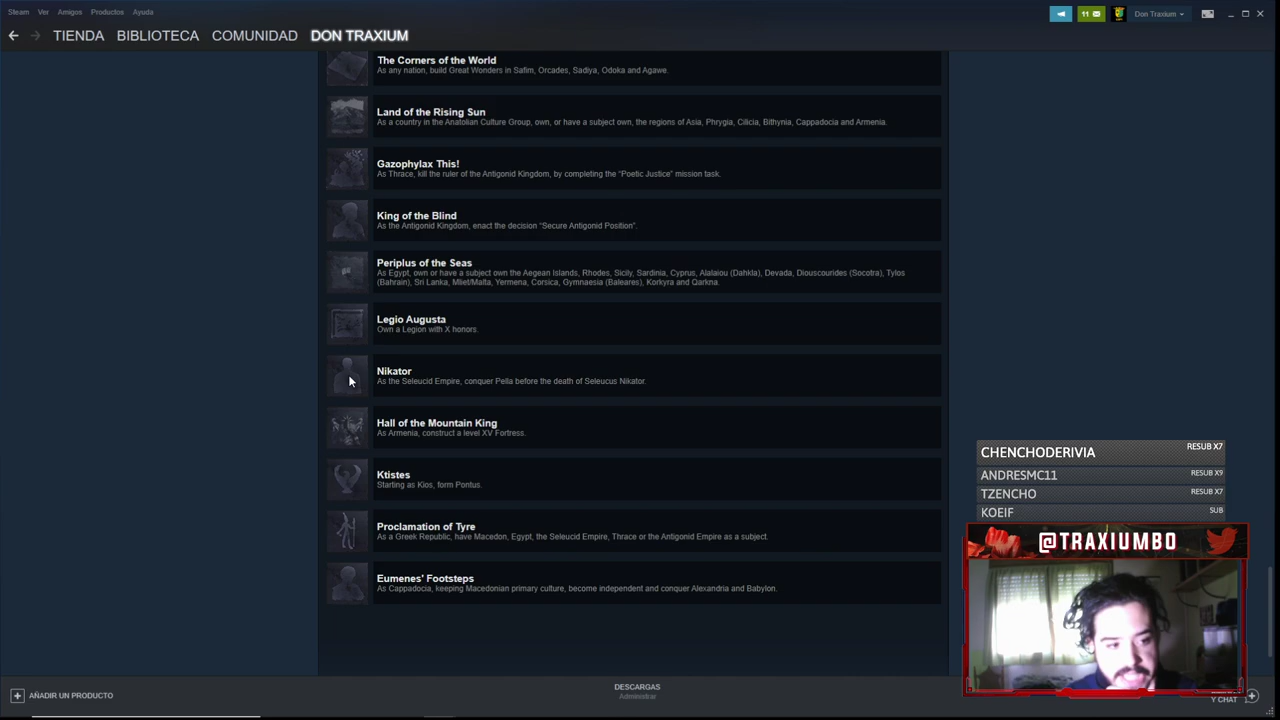 Steam Ver Amigos Productos Ayuda
11 Don Traxium
TIENDA BIBLIOTECA COMUNIDAD DON TRAXIUM
The Corners of the World
As any nation, build Great Wonders in Safim, Orcades, Sadiya, Odoka and Agawe.
Land of the Rising Sun
As a country in the Anatolian Culture Group, own, or have a subject own, the regions of Asia, Phrygia, Cilicia, Bithynia, Cappadocia and Armenia.
Gazophylax This!
As Thrace, kill the ruler of the Antigonid Kingdom, by completing the “Poetic Justice” mission task.
King of the Blind
As the Antigonid Kingdom, enact the decision “Secure Antigonid Position”.
Periplus of the Seas
As Egypt, own or have a subject own the Aegean Islands, Rhodes, Sicily, Sardinia, Cyprus, Alalaiou (Dahkla), Devada, Diouscourides (Socotra), Tylos
(Bahrain), Sri Lanka, Mliet/Malta, Yermena, Corsica, Gymnaesia (Baleares), Korkyra and Qarkna.
Legio Augusta
Own a Legion with X honors.
Nikator
As the Seleucid Empire, conquer Pella before the death of Seleucus Nikator.
Hall of the Mountain King
As Armenia, construct a level XV Fortress.
Ktistes
Starting as Kios, form Pontus.
Proclamation of Tyre
As a Greek Republic, have Macedon, Egypt, the Seleucid Empire, Thrace or the Antigonid Empire as a subject.
Eumenes' Footsteps
As Cappadocia, keeping Macedonian primary culture, become independent and conquer Alexandria and Babylon.
CHENCHODERIVIA RESUB X7
ANDRESMC11 RESUB X9
TZENCHO RESUB X7
KOEIF SUB
@TRAXIUMBO
AÑADIR UN PRODUCTO
DESCARGAS
Administrar
Y CHAT